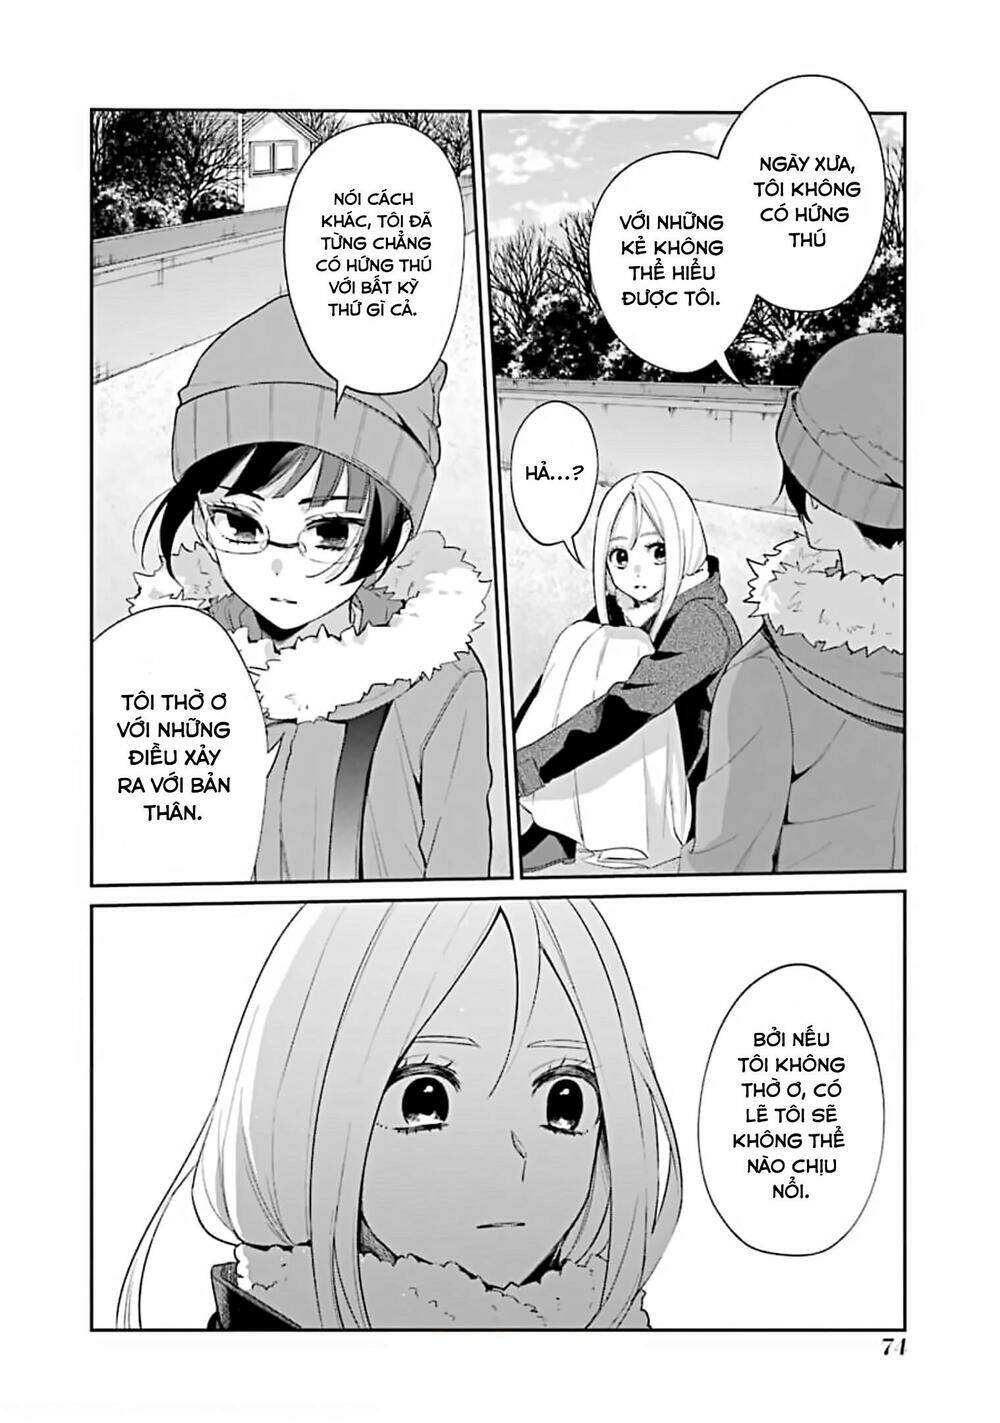 NGÀY XƯA,
TÔI KHÔNG
CÓ HỨNG
THÚ
VỚI NHỮNG
KẺ KHÔNG
THỂ HIỂU
ĐƯỢC TÔI.
HẢ...?
NÓI CÁCH
KHÁC, TÔI ĐÃ
TỪNG CHẲNG
CÓ HỨNG THÚ
VỚI BẤT KỲ
THỨ GÌ CẢ.
TÔI THỜ Ơ
VỚI NHỮNG
ĐIỀU XẢY
RA VỚI BẢN
THÂN.
BỞI NẾU
TÔI KHÔNG
THỜ Ơ, CÓ
LẼ TÔI SẼ
KHÔNG THỂ
NÀO CHỊU
NỔI.
74